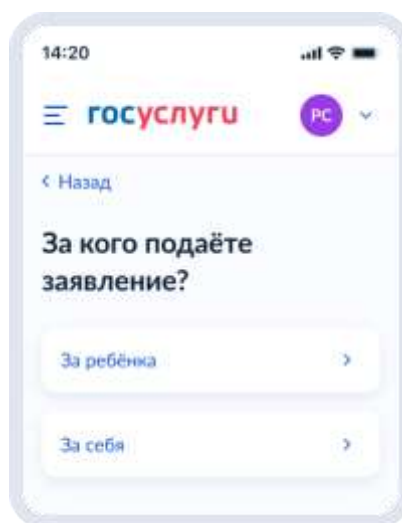 14:20
госуслуги
РС
Назад
За кого подаёте
заявление?
За ребёнка
За себя